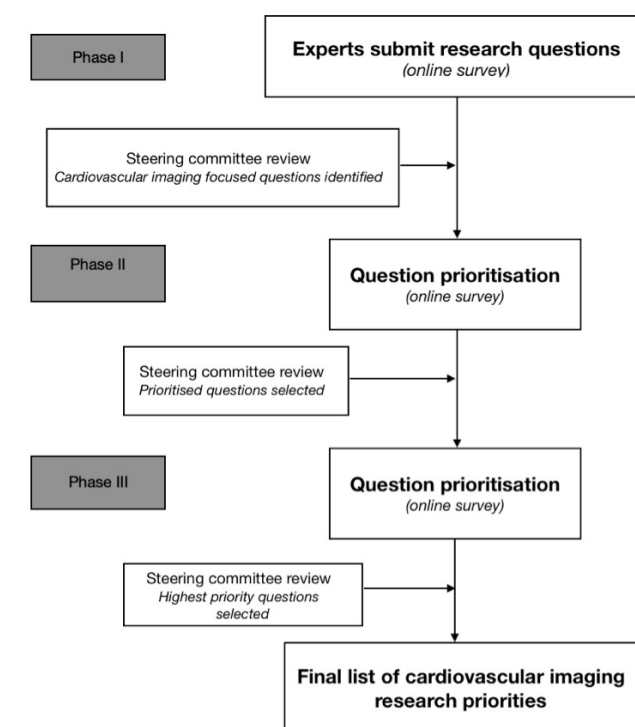 Phase I
Experts submit research questions
(online survey)
Steering committee review
Cardiovascular imaging focused questions identified
Phase II
Question prioritisation
(online survey)
Steering committee review
Prioritised questions selected
Phase III
Question prioritisation
(online survey)
Steering committee review
Highest priority questions
selected
Final list of cardiovascular imaging
research priorities